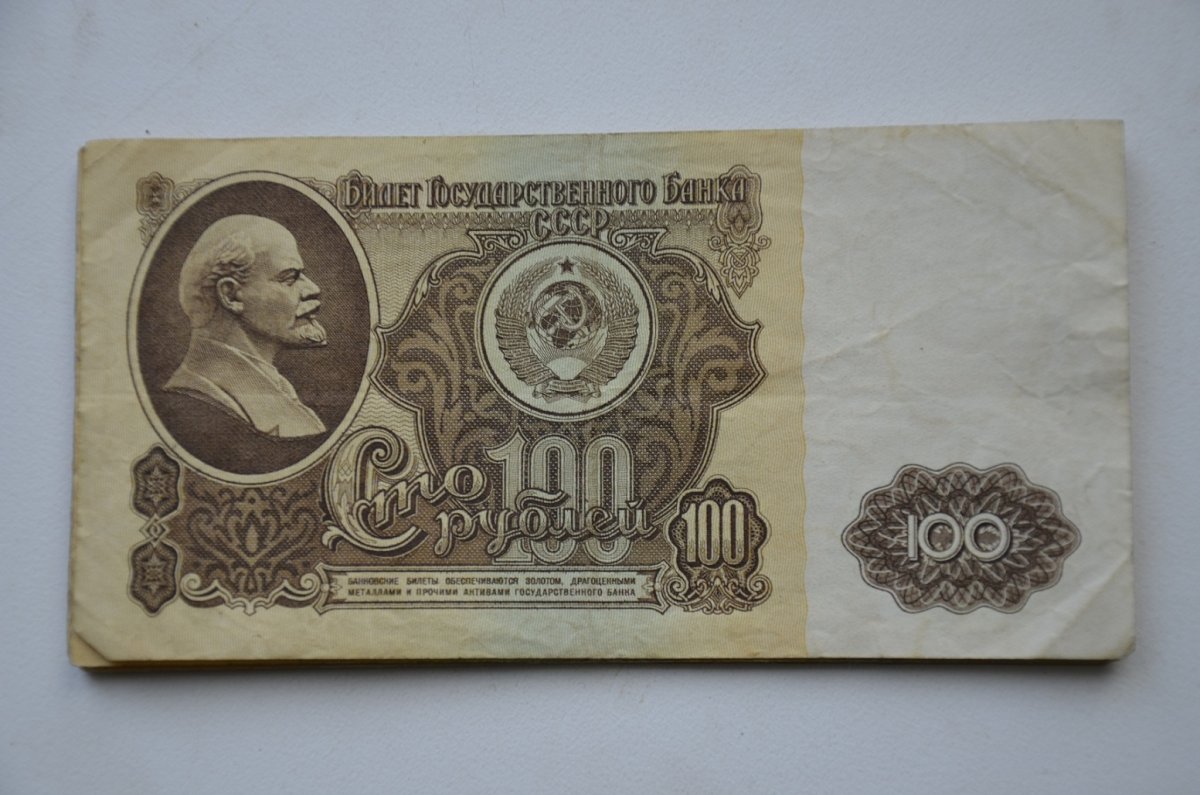 Билет Государственного Банка
СССР
100
Сто
рублей
100
100
БАНКОВСКИЕ БИЛЕТЫ ОБЕСПЕЧИВАЮТСЯ ЗОЛОТОМ, ДРАГОЦЕННЫМИ
МЕТАЛЛАМИ И ПРОЧИМИ АКТИВАМИ ГОСУДАРСТВЕННОГО БАНКА